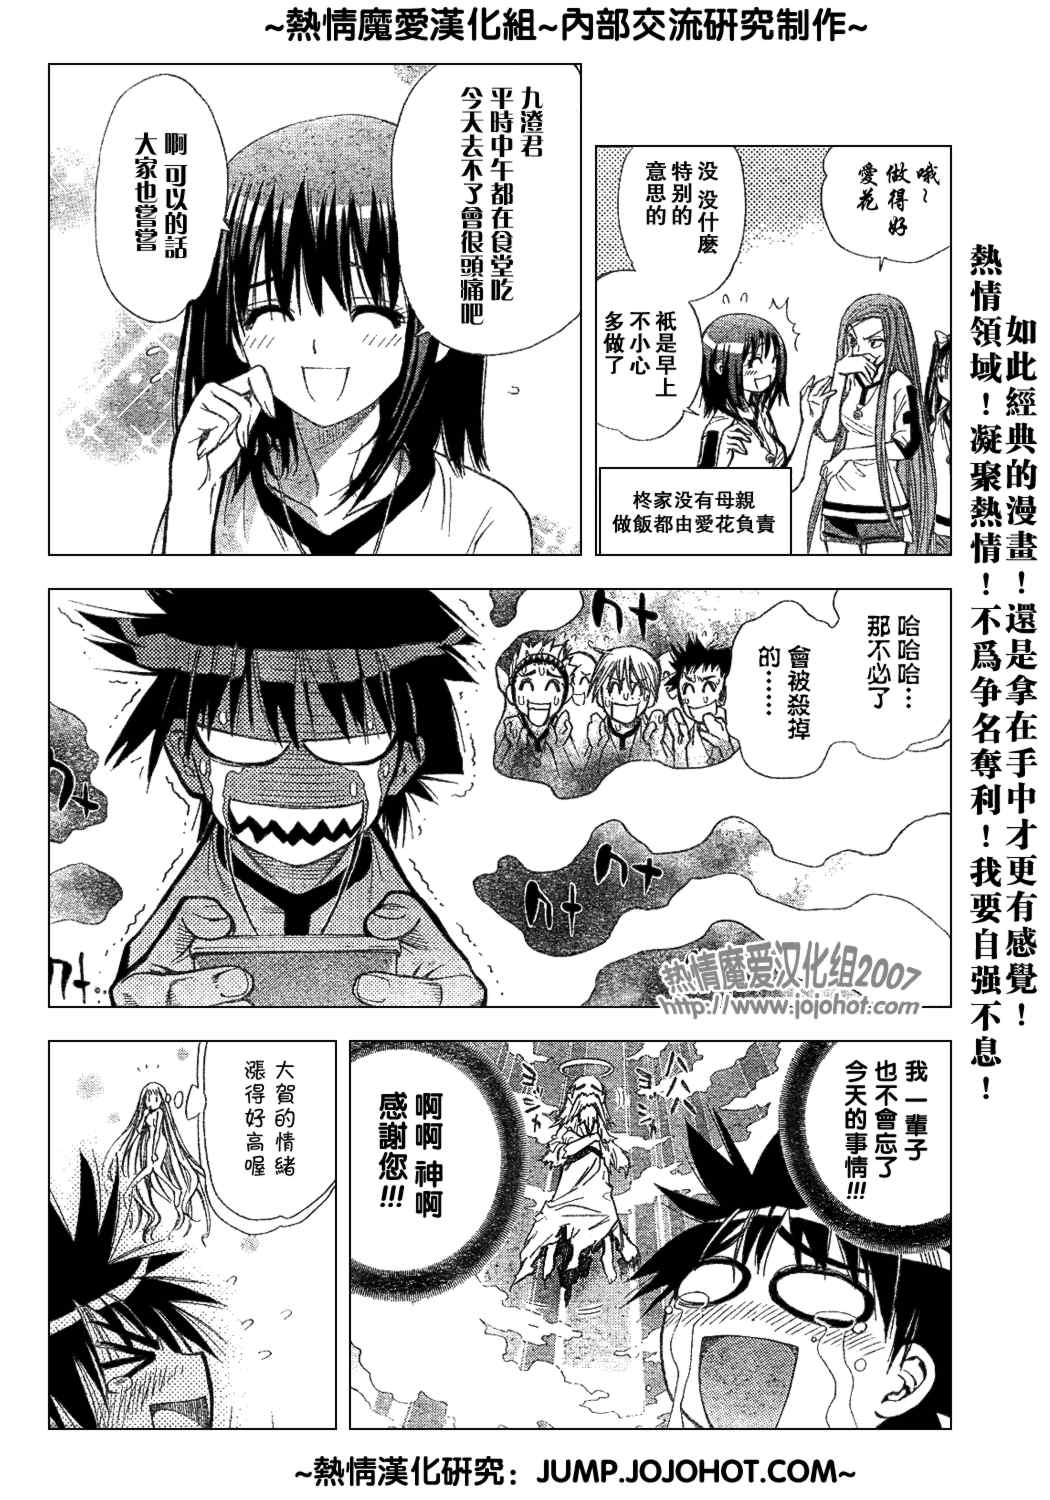 ~熱情魔愛漢化組~內部交流研究制作~
哦~
做得好
愛花
没 没什麽
特别的
意思的
衹是早上
不小心
多做了
柊家没有母親
做飯都由愛花負責
九澄君
平時中午都在食堂吃
今天去不了會很頭痛吧
啊 可以的話
大家也嘗嘗
哈哈哈…
那不必了
會被殺掉
的……
熱情魔爱汉化组2007
http://www.jojohot.com
我一輩子
也不會忘了
今天的事情!!!
啊啊 神啊
感謝您!!!
大賀的情緒
漲得好高喔
如此經典的漫畫！還是拿在手中才更有感覺！
熱情領域！凝聚熱情！不爲争名奪利！我要自强不息！
~熱情漢化研究：JUMP.JOJOHOT.COM~